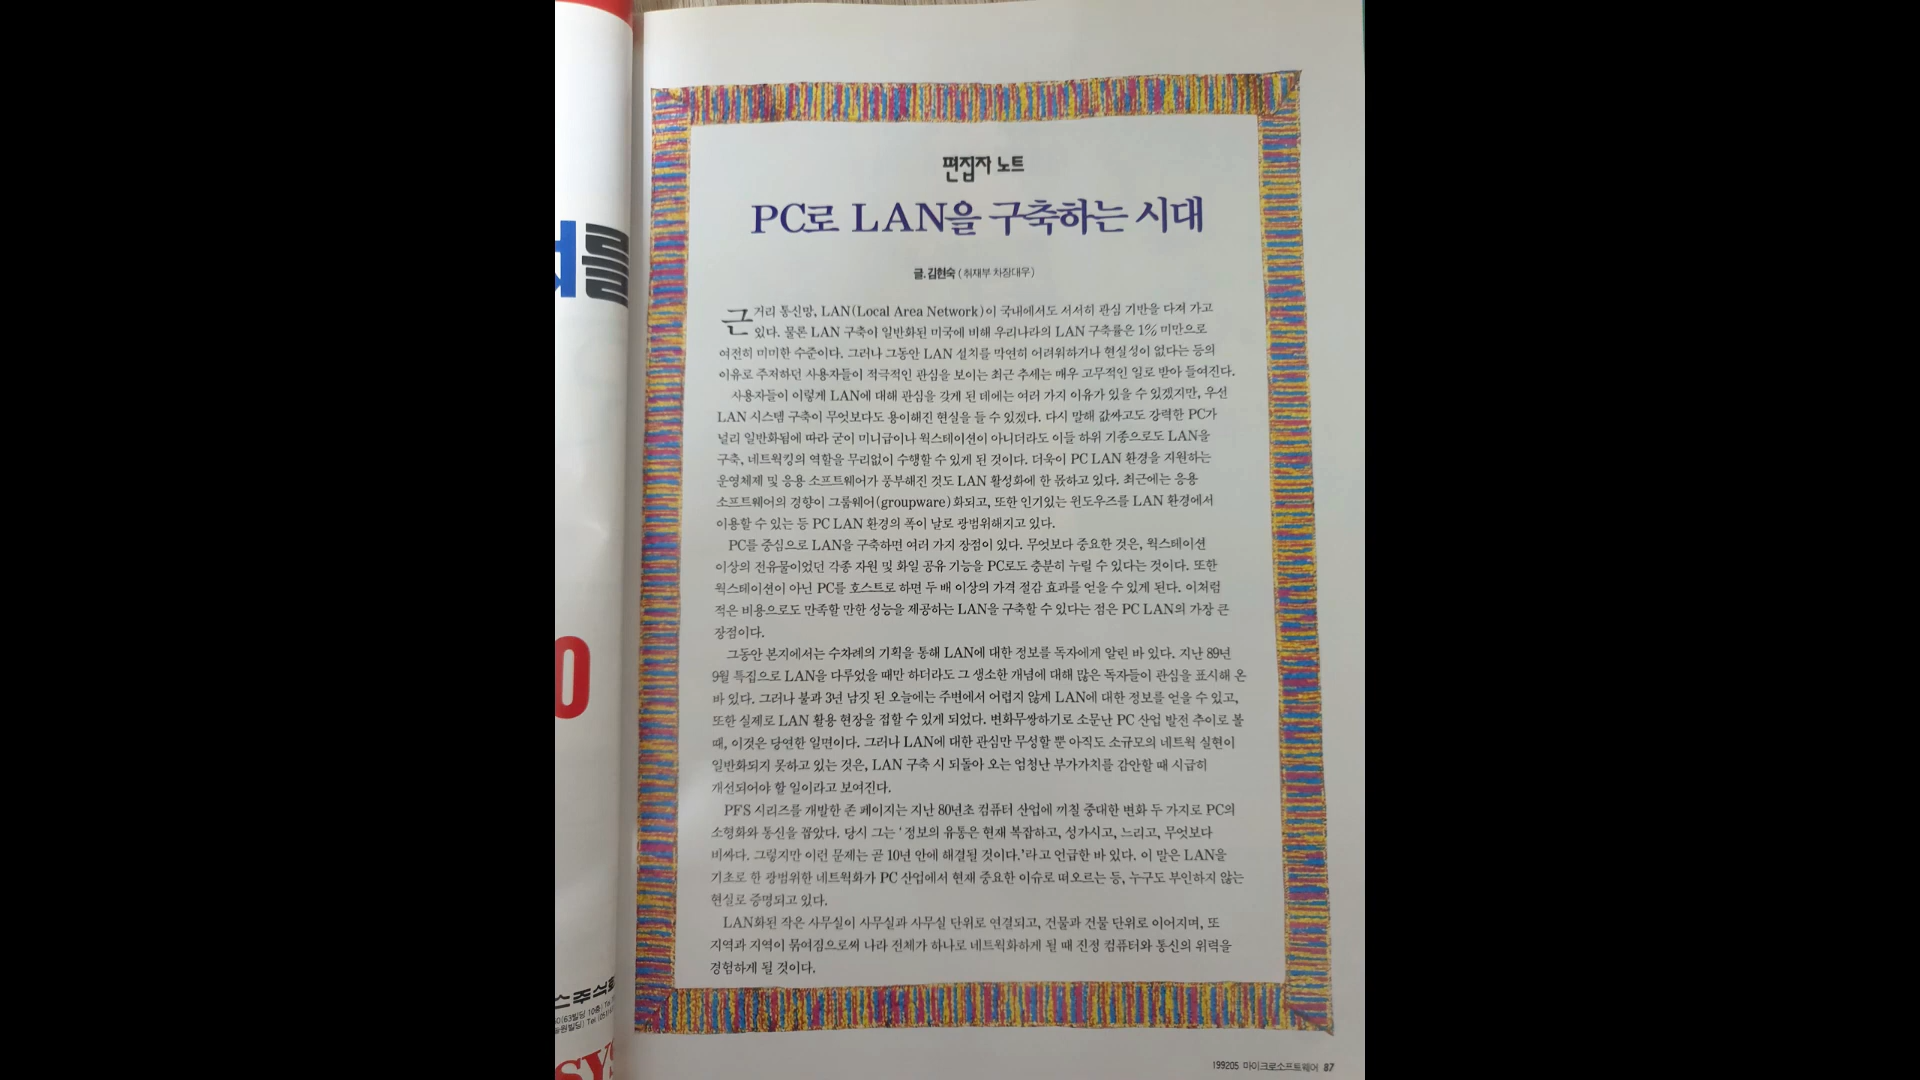 를
0
스주식
편집자 노트
PC로 LAN을 구축하는 시대
글. 김현숙 (취재부 차장대우)
근거리 통신망, LAN(Local Area Network)이 국내에서도 서서히 관심 기반을 다져 가고
있다. 물론 LAN 구축이 일반화된 미국에 비해 우리나라의 LAN 구축률은 1% 미만으로
여전히 미미한 수준이다. 그러나 그동안 LAN 설치를 막연히 어려워하거나 현실성이 없다는 등의
이유로 주저하던 사용자들이 적극적인 관심을 보이는 최근 추세는 매우 고무적인 일로 받아 들여진다.
사용자들이 이렇게 LAN에 대해 관심을 갖게 된 데에는 여러 가지 이유가 있을 수 있겠지만, 우선
LAN 시스템 구축이 무엇보다도 용이해진 현실을 들 수 있겠다. 다시 말해 값싸고도 강력한 PC가
널리 일반화됨에 따라 굳이 미니급이나 웍스테이션이 아니더라도 이들 하위 기종으로도 LAN을
구축, 네트웍킹의 역할을 무리없이 수행할 수 있게 된 것이다. 더욱이 PC LAN 환경을 지원하는
운영체제 및 응용 소프트웨어가 풍부해진 것도 LAN 활성화에 한 몫하고 있다. 최근에는 응용
소프트웨어의 경향이 그룹웨어(groupware)화되고, 또한 인기있는 윈도우즈를 LAN 환경에서
이용할 수 있는 등 PC LAN 환경의 폭이 날로 광범위해지고 있다.
PC를 중심으로 LAN을 구축하면 여러 가지 장점이 있다. 무엇보다 중요한 것은, 웍스테이션
이상의 전유물이었던 각종 자원 및 화일 공유 기능을 PC로도 충분히 누릴 수 있다는 것이다. 또한
웍스테이션이 아닌 PC를 호스트로 하면 두 배 이상의 가격 절감 효과를 얻을 수 있게 된다. 이처럼
적은 비용으로도 만족할 만한 성능을 제공하는 LAN을 구축할 수 있다는 점은 PC LAN의 가장 큰
장점이다.
그동안 본지에서는 수차례의 기획을 통해 LAN에 대한 정보를 독자에게 알린 바 있다. 지난 89년
9월 특집으로 LAN을 다루었을 때만 하더라도 그 생소한 개념에 대해 많은 독자들이 관심을 표시해 온
바 있다. 그러나 불과 3년 남짓 된 오늘에는 주변에서 어렵지 않게 LAN에 대한 정보를 얻을 수 있고,
또한 실제로 LAN 활용 현장을 접할 수 있게 되었다. 변화무쌍하기로 소문난 PC 산업 발전 추이로 볼
때, 이것은 당연한 일면이다. 그러나 LAN에 대한 관심만 무성할 뿐 아직도 소규모의 네트웍 실현이
일반화되지 못하고 있는 것은, LAN 구축 시 되돌아 오는 엄청난 부가가치를 감안할 때 시급히
개선되어야 할 일이라고 보여진다.
PFS 시리즈를 개발한 존 페이지는 지난 80년초 컴퓨터 산업에 끼칠 중대한 변화 두 가지로 PC의
소형화와 통신을 꼽았다. 당시 그는 '정보의 유통은 현재 복잡하고, 성가시고, 느리고, 무엇보다
비싸다. 그렇지만 이런 문제는 곧 10년 안에 해결될 것이다.'라고 언급한 바 있다. 이 말은 LAN을
기초로 한 광범위한 네트웍화가 PC 산업에서 현재 중요한 이슈로 떠오르는 등, 누구도 부인하지 않는
현실로 증명되고 있다.
LAN화된 작은 사무실이 사무실과 사무실 단위로 연결되고, 건물과 건물 단위로 이어지며, 또
지역과 지역이 묶여짐으로써 나라 전체가 하나로 네트웍화하게 될 때 진정 컴퓨터와 통신의 위력을
경험하게 될 것이다.
199205 마이크로소프트웨어 87